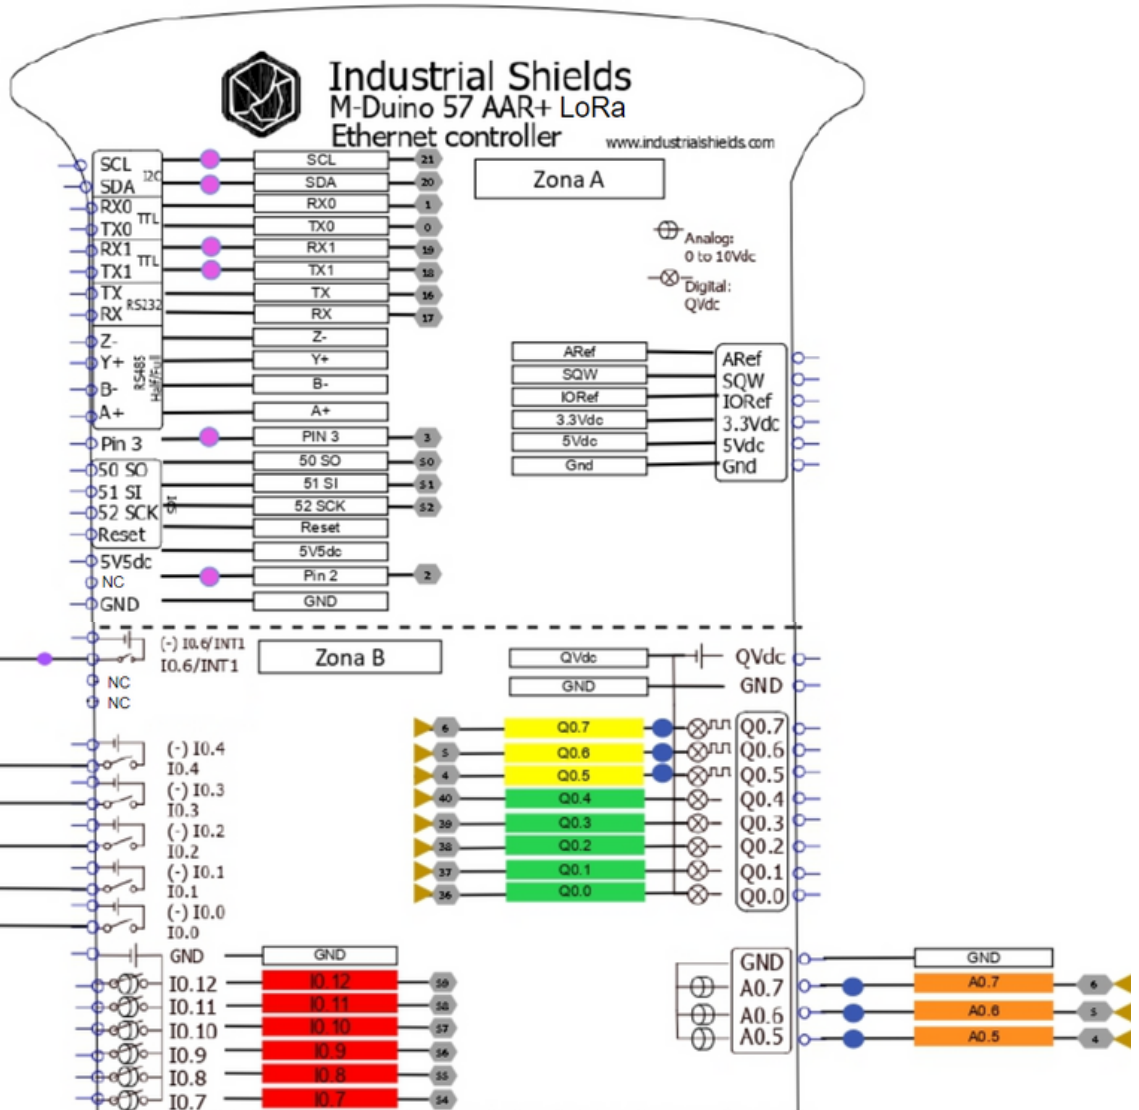 Industrial Shields
M-Duino 57 AAR+ LoRa
Ethernet controller
www.industrialshields.com
Zona A
SCL SCL 21
I2C
SDA SDA 20
RX0 RX0 1
TTL
TX0 TX0 0
RX1 RX1 19
TTL
TX1 TX1 18
TX TX 16
RS232
RX RX 17
Z- Z-
Y+ Y+
RS485
Half/Full
B- B-
A+ A+
Pin 3 PIN 3 3
50 SO 50 SO 50
51 SI 51 SI 51
52 SCK 52 SCK 52
Reset Reset
5V5dc 5V5dc
NC Pin 2 2
GND GND
Analog:
0 to 10Vdc
Digital:
QVdc
ARef ARef
SQW SQW
IORef IORef
3.3Vdc 3.3Vdc
5Vdc 5Vdc
Gnd Gnd
Zona B
(-) I0.6/INT1
I0.6/INT1
NC
NC
(-) I0.4
I0.4
(-) I0.3
I0.3
(-) I0.2
I0.2
(-) I0.1
I0.1
(-) I0.0
I0.0
GND GND
I0.12 I0.12 59
I0.11 I0.11 58
I0.10 I0.10 57
I0.9 I0.9 56
I0.8 I0.8 55
I0.7 I0.7 54
QVdc QVdc
GND GND
6 Q0.7 Q0.7
5 Q0.6 Q0.6
4 Q0.5 Q0.5
40 Q0.4 Q0.4
39 Q0.3 Q0.3
38 Q0.2 Q0.2
37 Q0.1 Q0.1
36 Q0.0 Q0.0
GND GND
A0.7 A0.7 6
A0.6 A0.6 5
A0.5 A0.5 4